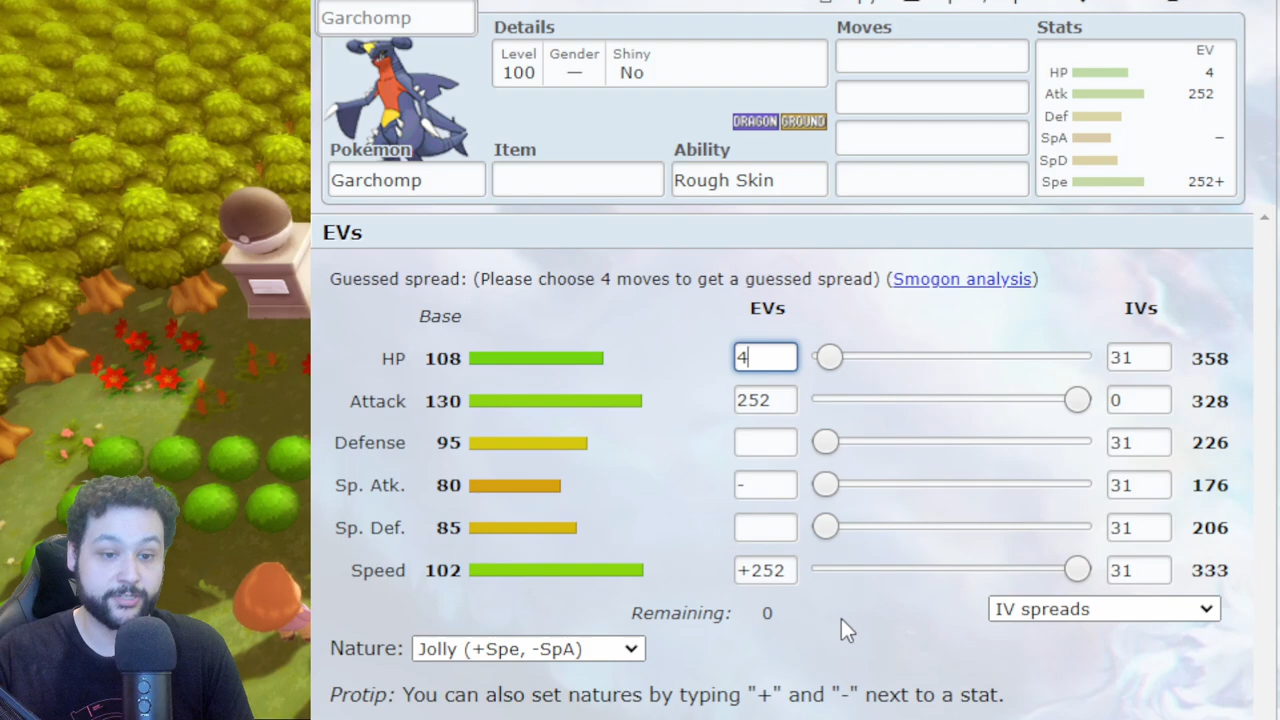 Garchomp
Details
Moves
Stats
Level
Gender
Shiny
100
—
No
EV
HP 4
Atk 252
Def
SpA –
SpD
Spe 252+
DRAGON GROUND
Pokémon
Item
Ability
Garchomp
Rough Skin
EVs
Guessed spread: (Please choose 4 moves to get a guessed spread) (Smogon analysis)
Base EVs IVs
HP 108 4 31 358
Attack 130 252 0 328
Defense 95 31 226
Sp. Atk. 80 - 31 176
Sp. Def. 85 31 206
Speed 102 +252 31 333
Remaining: 0
IV spreads
Nature: Jolly (+Spe, -SpA)
Protip: You can also set natures by typing "+" and "-" next to a stat.